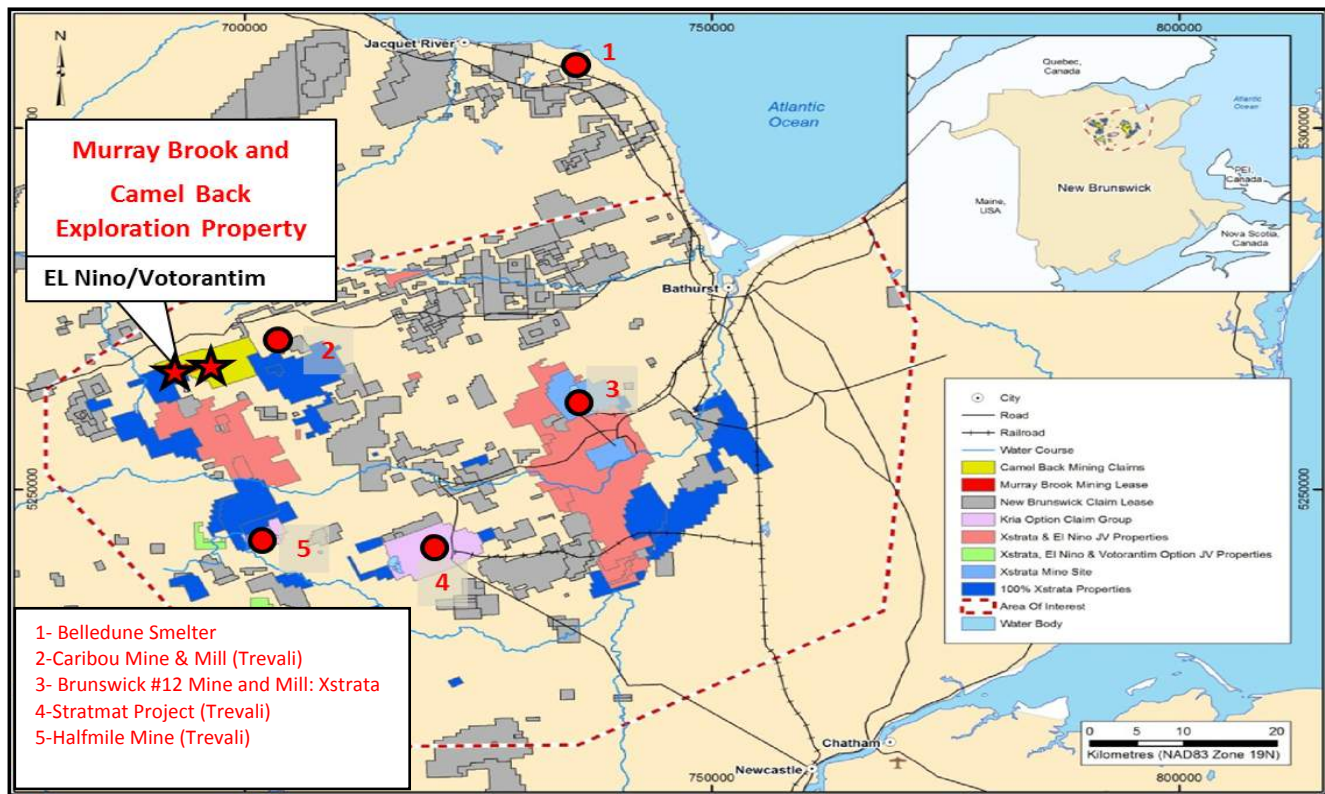 700000
750000
800000
N
Jacquet River
1
Atlantic
Ocean
Quebec,
Canada
Atlantic
Ocean
New Brunswick
PEI,
Canada
Maine,
USA
Nova Scotia,
Canada
5300000
Murray Brook and
Camel Back
Exploration Property
EL Nino/Votorantim
Bathurst
2
3
5250000
5250000
5
4
City
Road
Railroad
Water Course
Camel Back Mining Claims
Murray Brook Mining Lease
New Brunswick Claim Lease
Kria Option Claim Group
Xstrata & El Nino JV Properties
Xstrata, El Nino & Votorantim Option JV Properties
Xstrata Mine Site
100% Xstrata Properties
Area Of Interest
Water Body
1- Belledune Smelter
2-Caribou Mine & Mill (Trevali)
3- Brunswick #12 Mine and Mill: Xstrata
4-Stratmat Project (Trevali)
5-Halfmile Mine (Trevali)
Chatham
Newcastle
0 5 10 20
Kilometres (NAD83 Zone 19N)
750000
800000